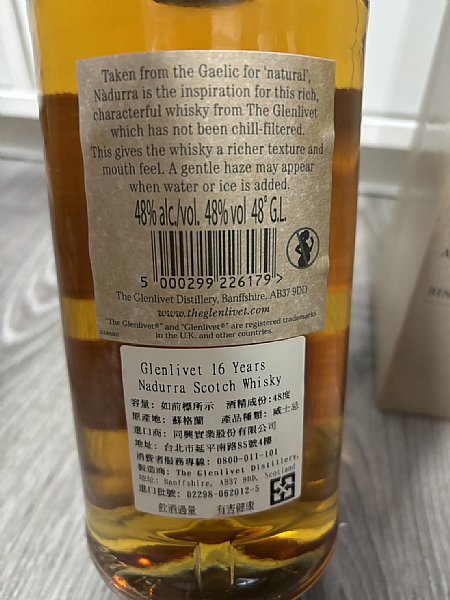 Taken from the Gaelic for ‘natural’,
Nàdurra is the inspiration for this rich,
characterful whisky from The Glenlivet
which has not been chill-filtered.
This gives the whisky a richer texture and
mouth feel. A gentle haze may appear
when water or ice is added.
48% alc./vol. 48% vol 48° G.L.
5 000299 226179 >
The Glenlivet Distillery, Banffshire, AB37 9DD
www.theglenlivet.com
"The Glenlivet®" and "Glenlivet®" are registered trademarks
in the U.K. and other countries.
Glenlivet 16 Years
Nadurra Scotch Whisky
容量: 如前標所示 酒精成份:48度
原產地: 蘇格蘭 產品種類: 威士忌
進口商: 同興實業股份有限公司
地址: 台北市延平南路85號4樓
消費者服務專線: 0800-011-101
製造商: The Glenlivet Distillery,
地址: Banffshire, AB37 9DD, Scotland
進口批號: 02298-062012-5
飲酒過量 有害健康